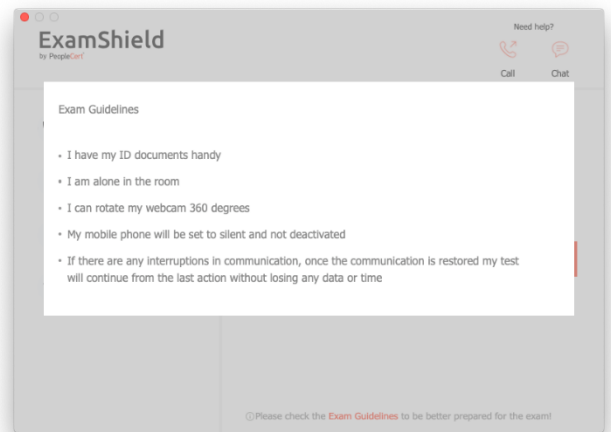 Need help?
ExamShield
by PeopleCert
Call Chat
Exam Guidelines
• I have my ID documents handy
• I am alone in the room
• I can rotate my webcam 360 degrees
• My mobile phone will be set to silent and not deactivated
• If there are any interruptions in communication, once the communication is restored my test
will continue from the last action without losing any data or time
Please check the Exam Guidelines to be better prepared for the exam!